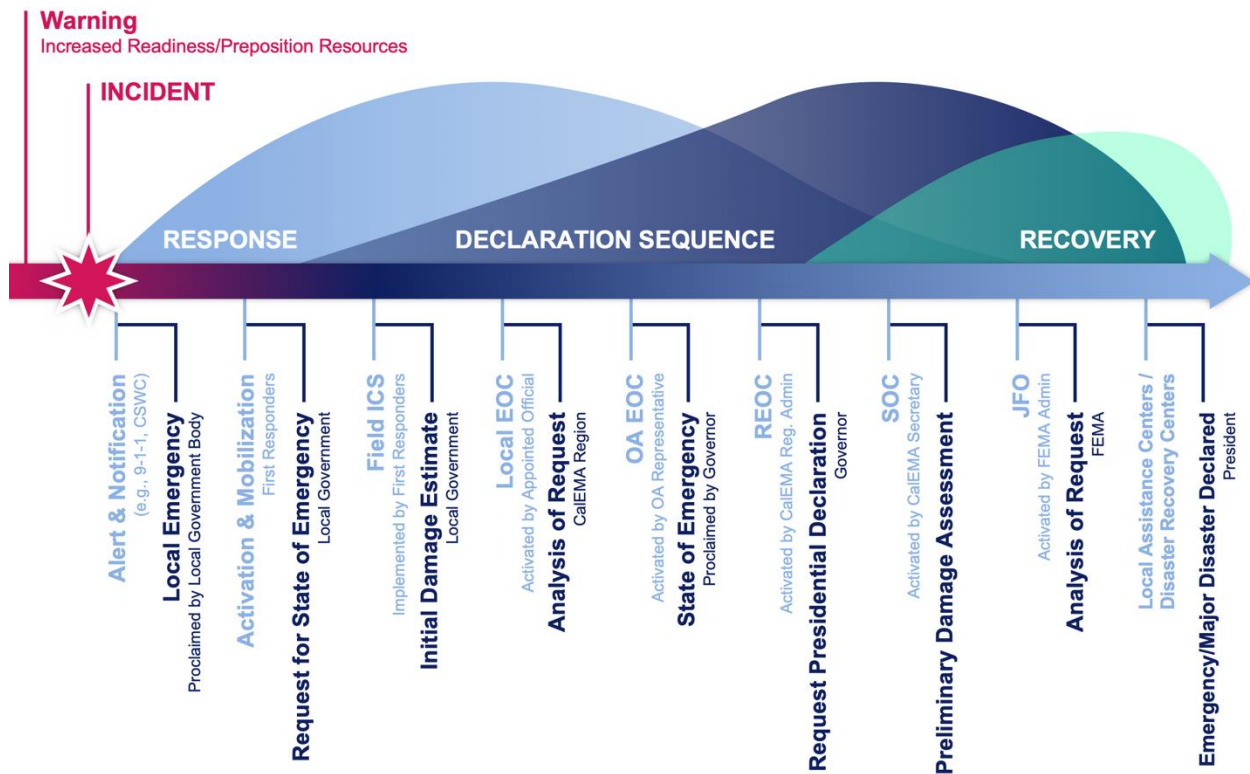 Warning
Increased Readiness/Preposition Resources
INCIDENT
RESPONSE
DECLARATION SEQUENCE
RECOVERY
Alert & Notification
(e.g., 9-1-1, CSWC)
Local Emergency
Proclaimed by Local Government Body
Activation & Mobilization
First Responders
Request for State of Emergency
Local Government
Field ICS
Implemented by First Responders
Initial Damage Estimate
Local Government
Local EOC
Activated by Appointed Official
Analysis of Request
CalEMA Region
OA EOC
Activated by OA Representative
State of Emergency
Proclaimed by Governor
REOC
Activated by CalEMA Reg. Admin
Request Presidential Declaration
Governor
SOC
Activated by CalEMA Secretary
Preliminary Damage Assessment
JFO
Activated by FEMA Admin
Analysis of Request
FEMA
Local Assistance Centers /
Disaster Recovery Centers
Emergency/Major Disaster Declared
President